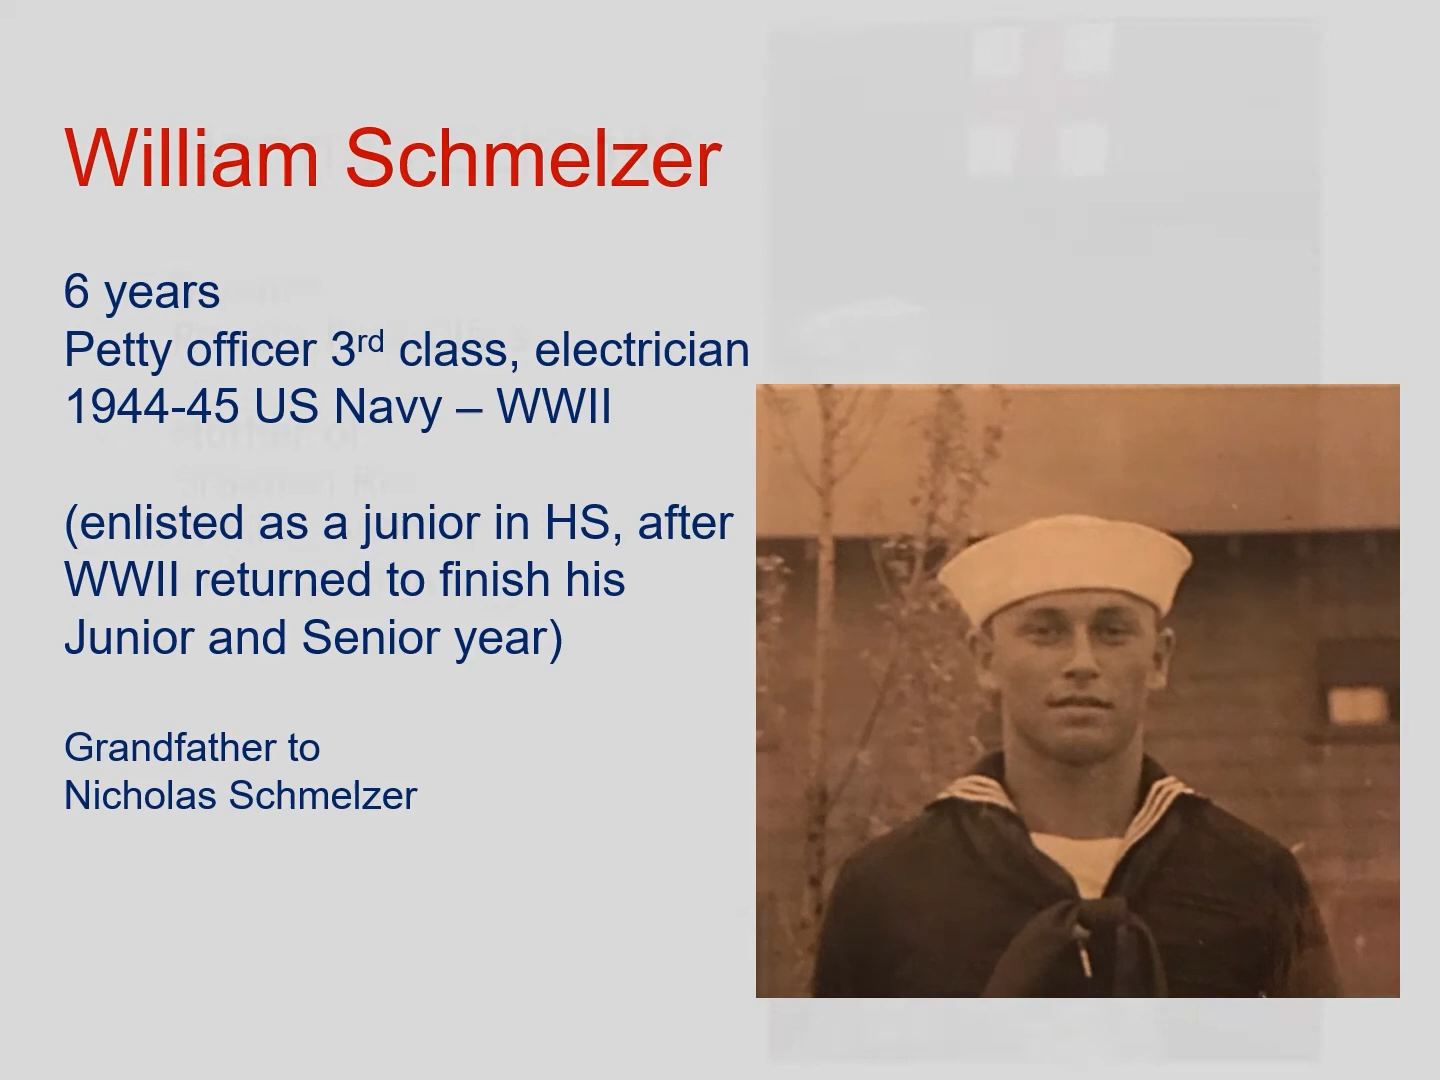 William Schmelzer
6 years
Petty officer 3rd class, electrician
1944-45 US Navy – WWII
(enlisted as a junior in HS, after
WWII returned to finish his
Junior and Senior year)
Grandfather to
Nicholas Schmelzer